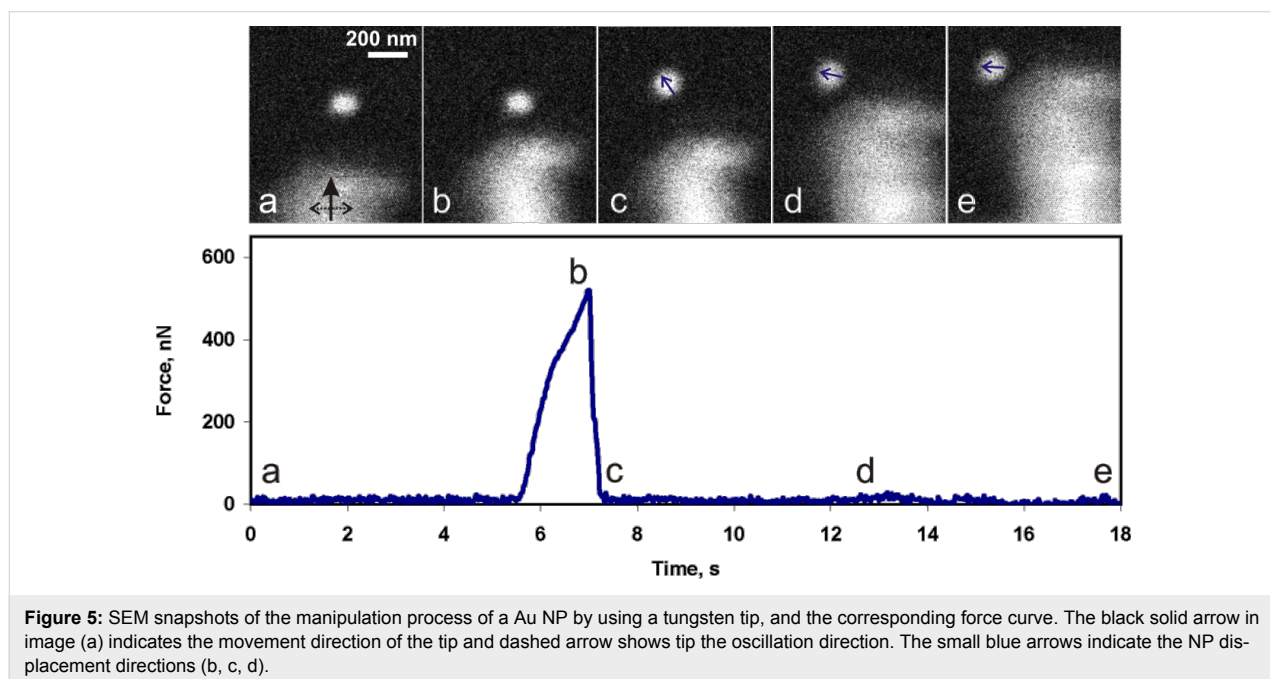 200 nm
a
b
c
d
e
600
400
200
0
Force, nN
a
b
c
d
e
0 2 4 6 8 10 12 14 16 18
Time, s
Figure 5: SEM snapshots of the manipulation process of a Au NP by using a tungsten tip, and the corresponding force curve. The black solid arrow in
image (a) indicates the movement direction of the tip and dashed arrow shows tip the oscillation direction. The small blue arrows indicate the NP dis-
placement directions (b, c, d).